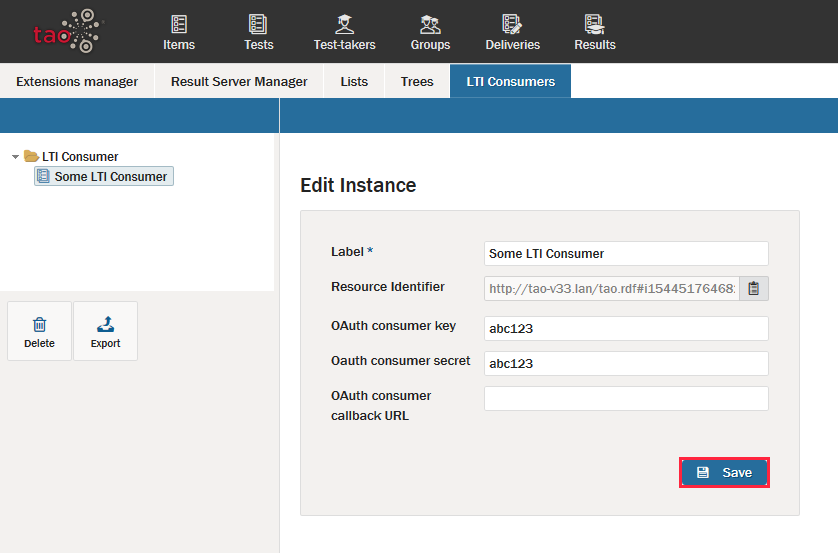 tao
Items
Tests
Test-takers
Groups
Deliveries
Results
Extensions manager
Result Server Manager
Lists
Trees
LTI Consumers
LTI Consumer
Some LTI Consumer
Delete
Export
Edit Instance
Label *
Some LTI Consumer
Resource Identifier
http://tao-v33.lan/tao.rdf#i15445176468
OAuth consumer key
abc123
Oauth consumer secret
abc123
OAuth consumer
callback URL
Save